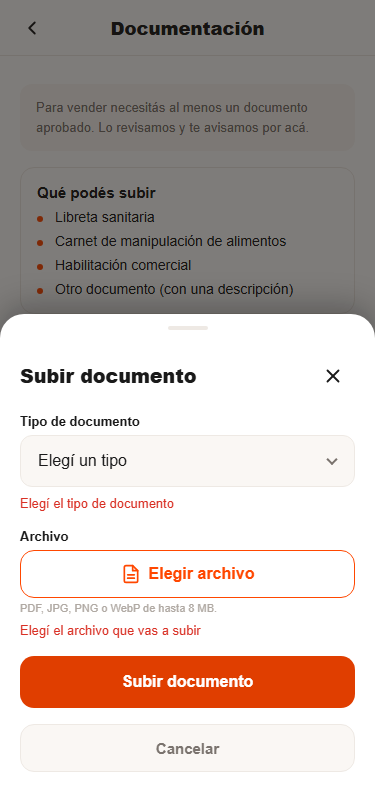 Documentación
Para vender necesitás al menos un documento
aprobado. Lo revisamos y te avisamos por acá.
Qué podés subir
Libreta sanitaria
Carnet de manipulación de alimentos
Habilitación comercial
Otro documento (con una descripción)
Subir documento
Tipo de documento
Elegí un tipo
Elegí el tipo de documento
Archivo
Elegir archivo
PDF, JPG, PNG o WebP de hasta 8 MB.
Elegí el archivo que vas a subir
Subir documento
Cancelar